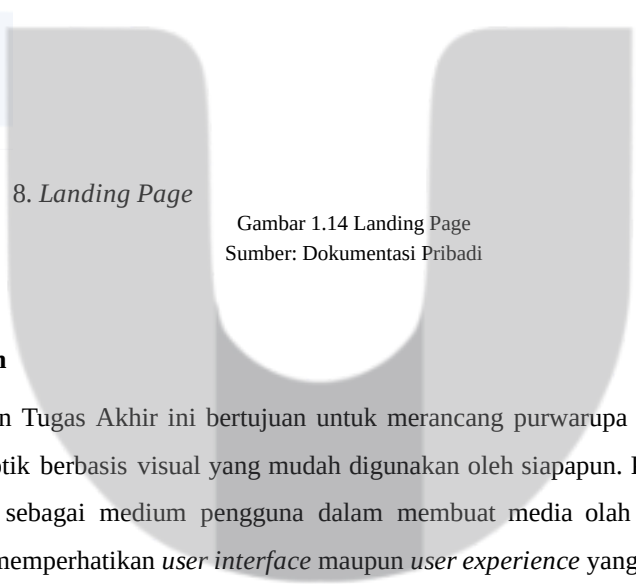 8. Landing Page
Gambar 1.14 Landing Page
Sumber: Dokumentasi Pribadi
Tugas Akhir ini bertujuan untuk merancang purwarupa
berbasis visual yang mudah digunakan oleh siapapun.
sebagai medium pengguna dalam membuat media olah
memperhatikan user interface maupun user experience yang